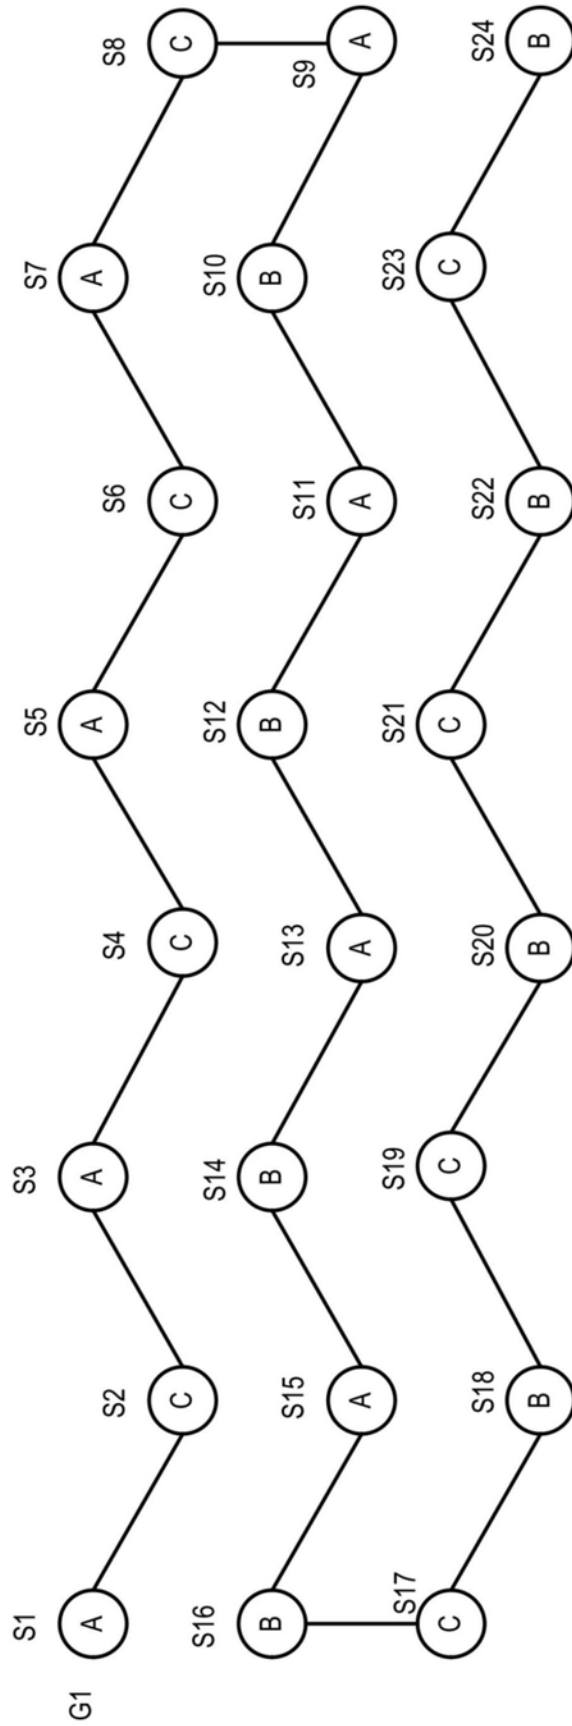 G1
S1 A
S2 C
S3 A
S4 C
S5 A
S6 C
S7 A
S8 C
S9 A
S10 B
S11 A
S12 B
S13 A
S14 B
S15 A
S16 B
S17 C
S18 B
S19 C
S20 B
S21 C
S22 B
S23 C
S24 B